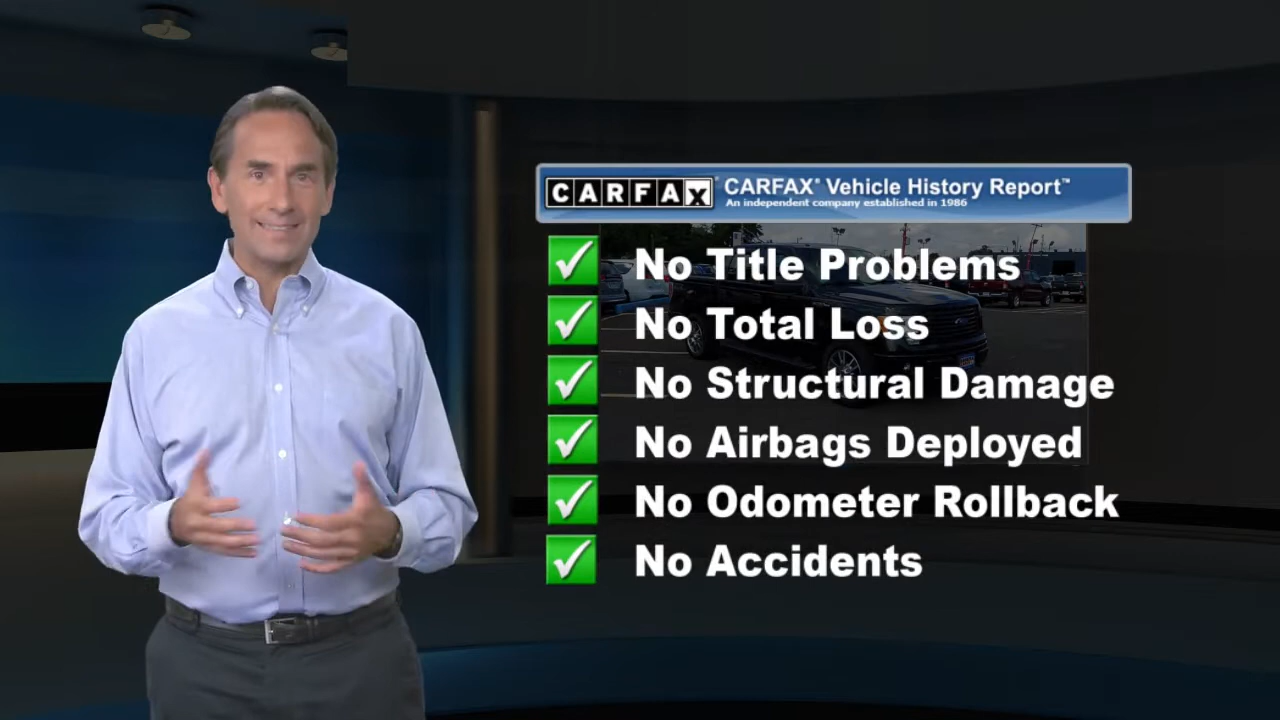 CARFAX
CARFAX® Vehicle History Report™
An independent company established in 1986
No Title Problems
No Total Loss
No Structural Damage
No Airbags Deployed
No Odometer Rollback
No Accidents